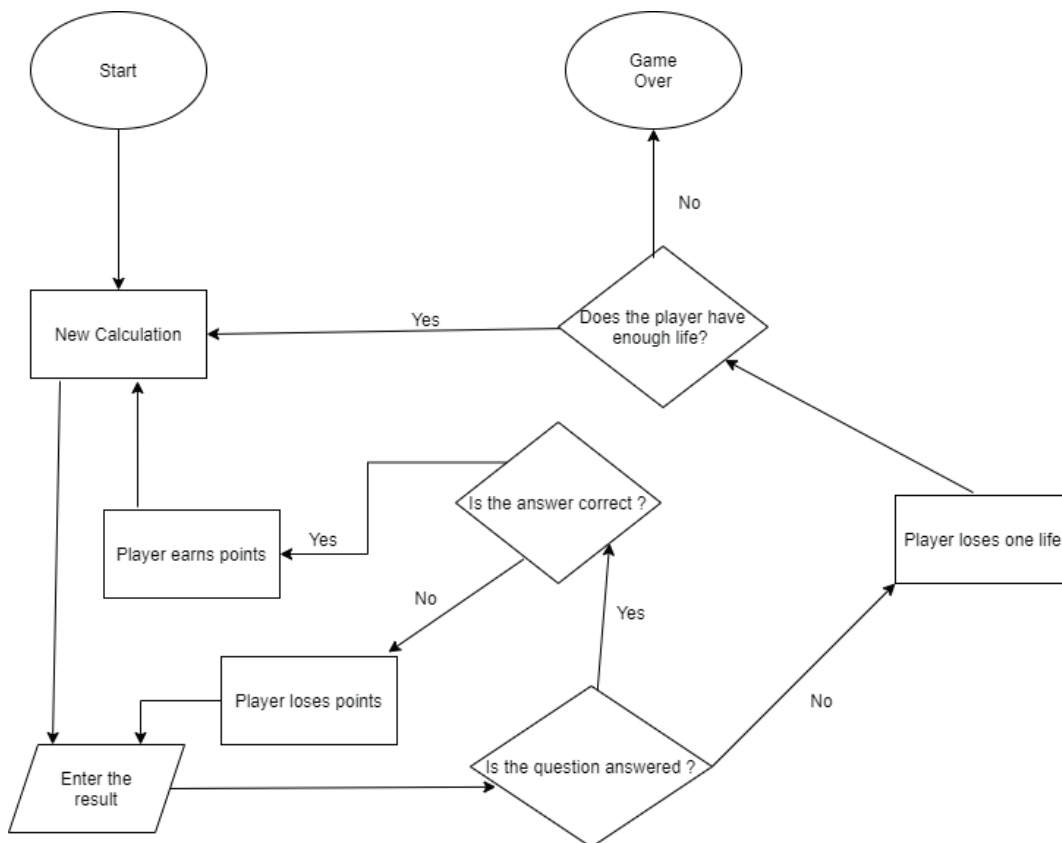 Start
Game
Over
No
Does the player have
enough life?
Yes
New Calculation
Is the answer correct ?
Player loses one life
Yes
Player earns points
No
Yes
Player loses points
No
Is the question answered ?
Enter the
result